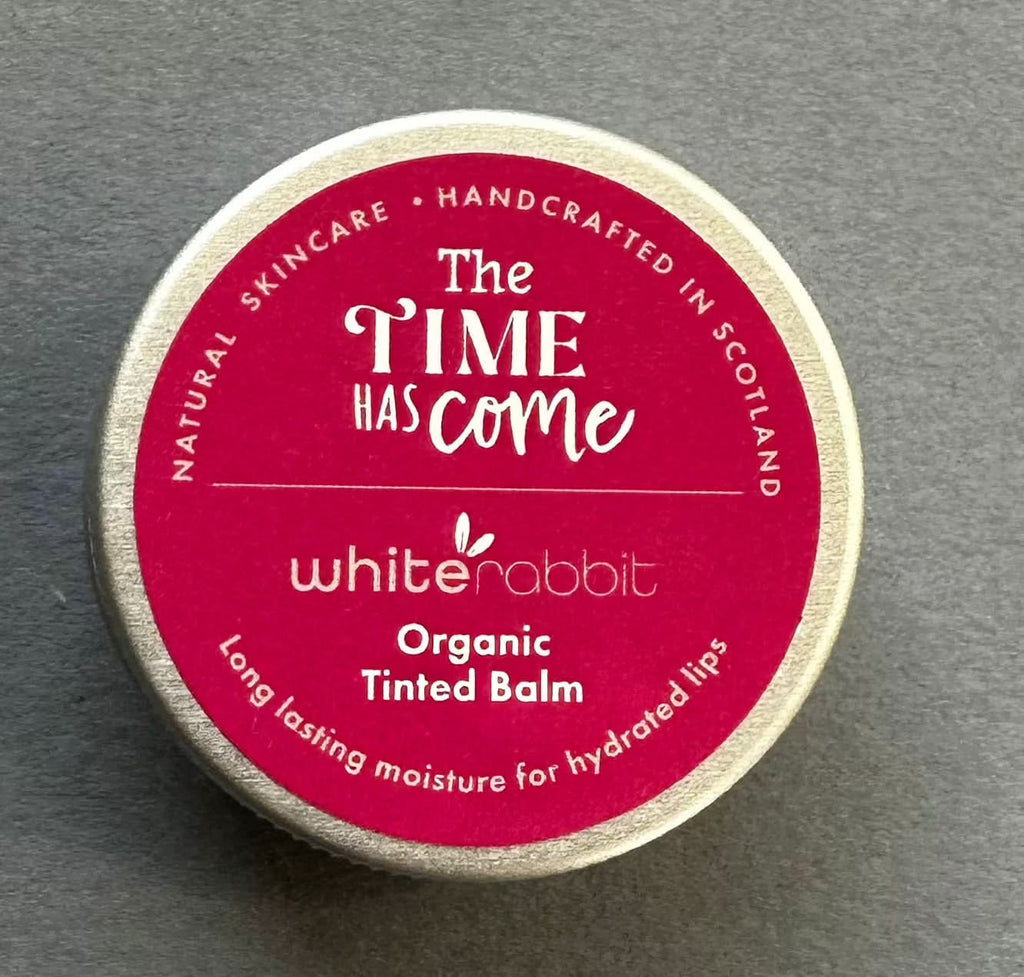 NATURAL SKINCARE • HANDCRAFTED IN SCOTLAND
The
TIME
HAS come
whiterabbit
Organic
Tinted Balm
Long lasting moisture for hydrated lips